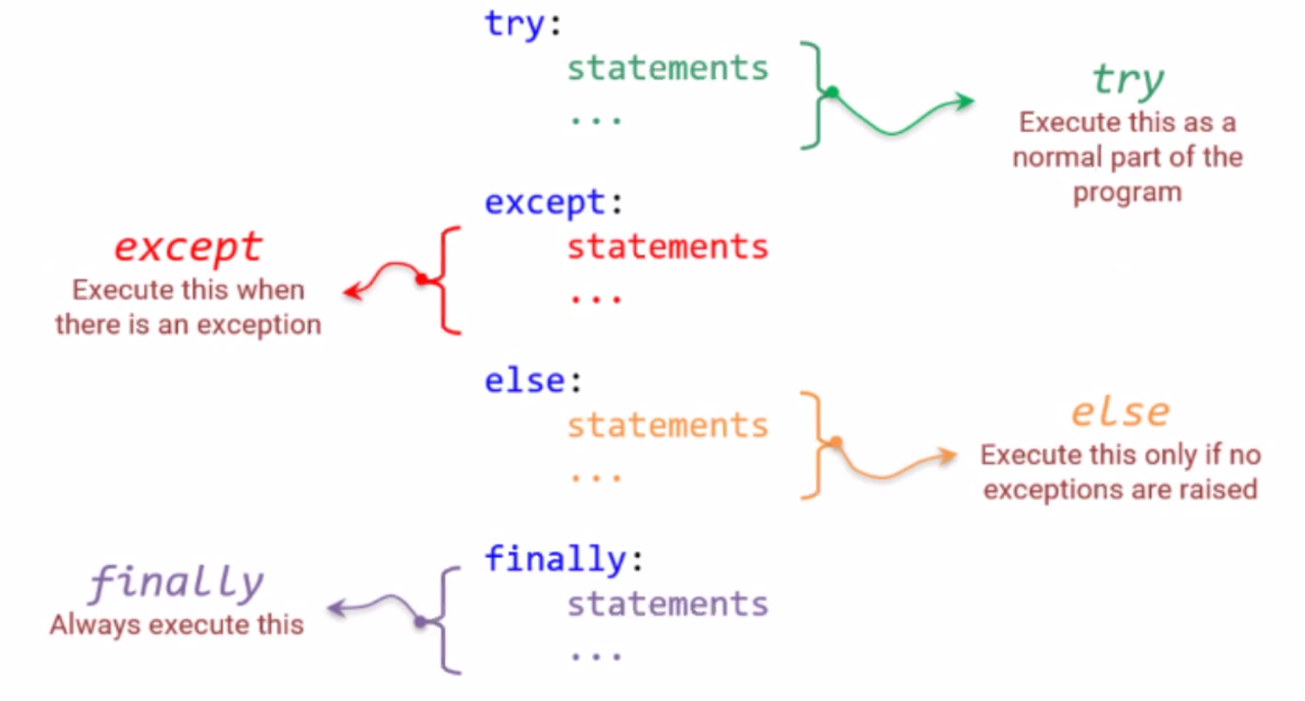 try:
statements
...
try
Execute this as a
normal part of the
program
except:
statements
...
except
Execute this when
there is an exception
else:
statements
...
else
Execute this only if no
exceptions are raised
finally:
statements
...
finally
Always execute this